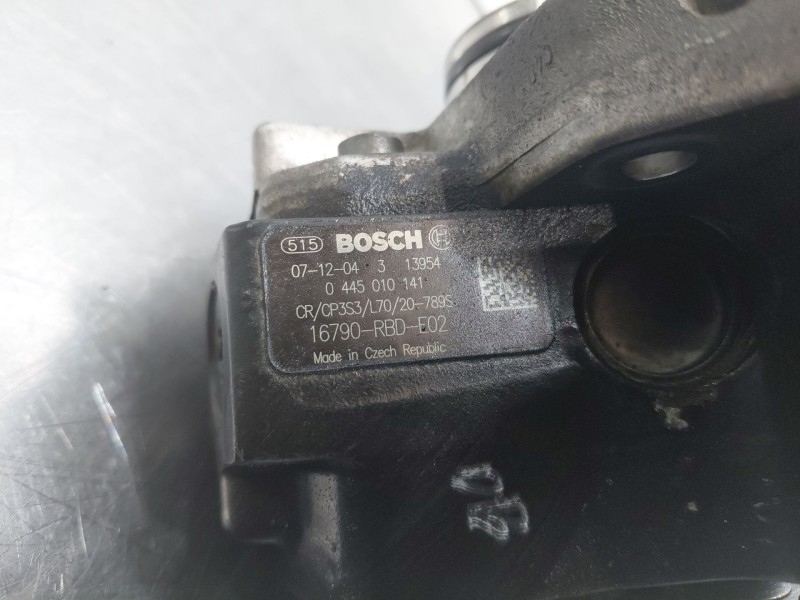 515 BOSCH
07-12-04 3 13954
0 445 010 141
CR/CP3S3/L70/20-789S
16790-RBD-E02
Made in Czech Republic